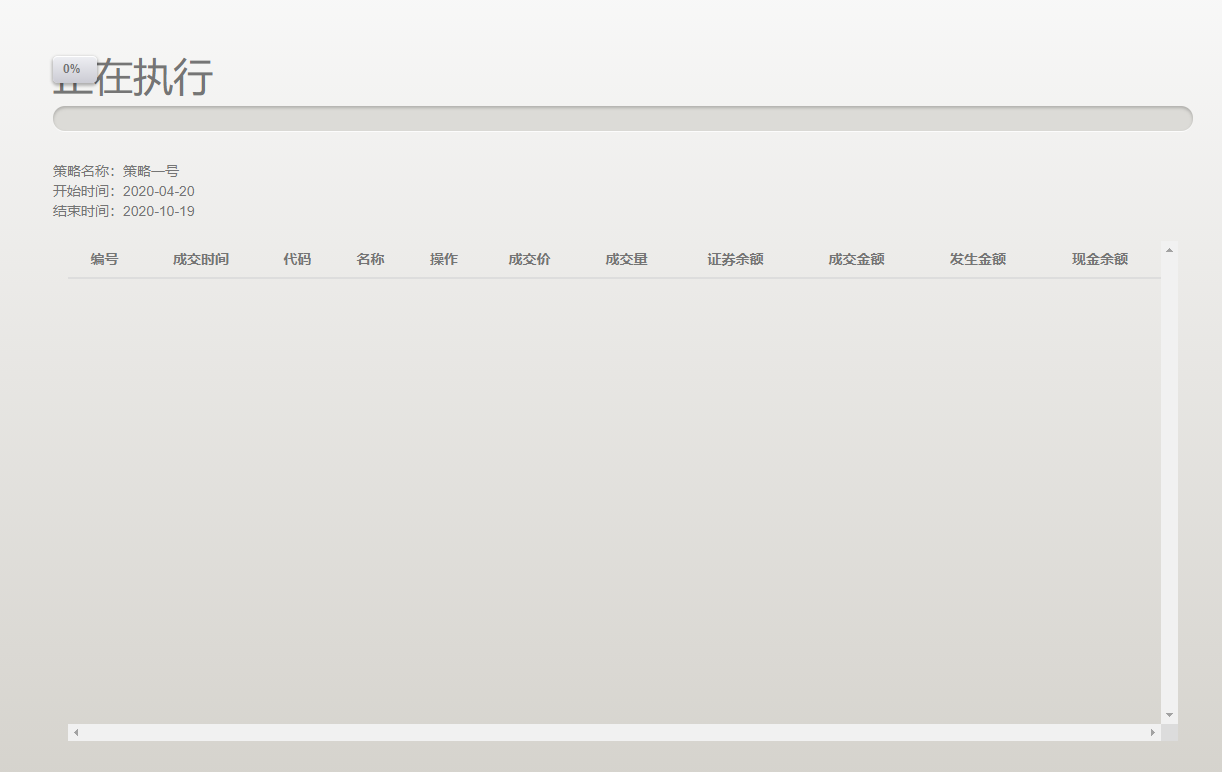 0%
正在执行
策略名称：策略一号
开始时间：2020-04-20
结束时间：2020-10-19
编号 成交时间 代码 名称 操作 成交价 成交量 证券余额 成交金额 发生金额 现金余额